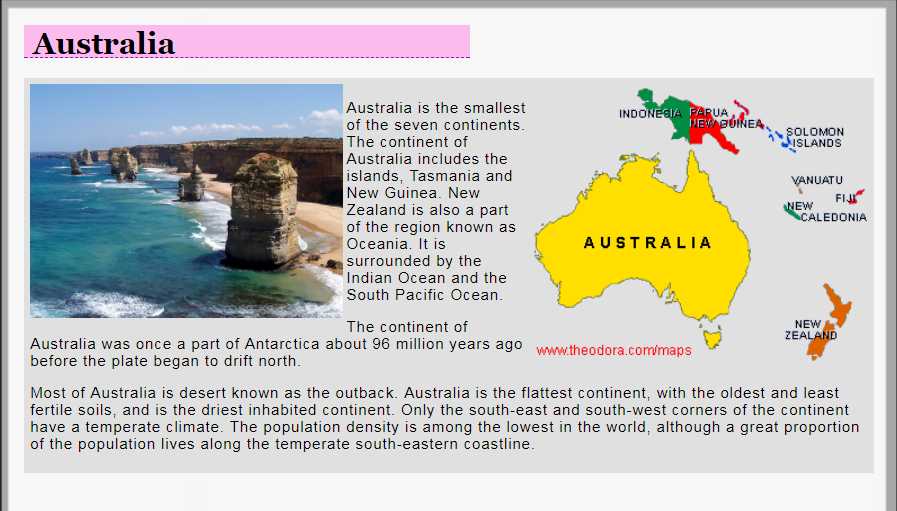 Australia
Australia is the smallest
of the seven continents.
The continent of
Australia includes the
islands, Tasmania and
New Guinea. New
Zealand is also a part
of the region known as
Oceania. It is
surrounded by the
Indian Ocean and the
South Pacific Ocean.
The continent of
Australia was once a part of Antarctica about 96 million years ago
before the plate began to drift north.
INDONESIA
PAPUA
NEW GUINEA
SOLOMON
ISLANDS
VANUATU
FIJI
NEW
CALEDONIA
AUSTRALIA
NEW
ZEALAND
www.theodora.com/maps
Most of Australia is desert known as the outback. Australia is the flattest continent, with the oldest and least
fertile soils, and is the driest inhabited continent. Only the south-east and south-west corners of the continent
have a temperate climate. The population density is among the lowest in the world, although a great proportion
of the population lives along the temperate south-eastern coastline.